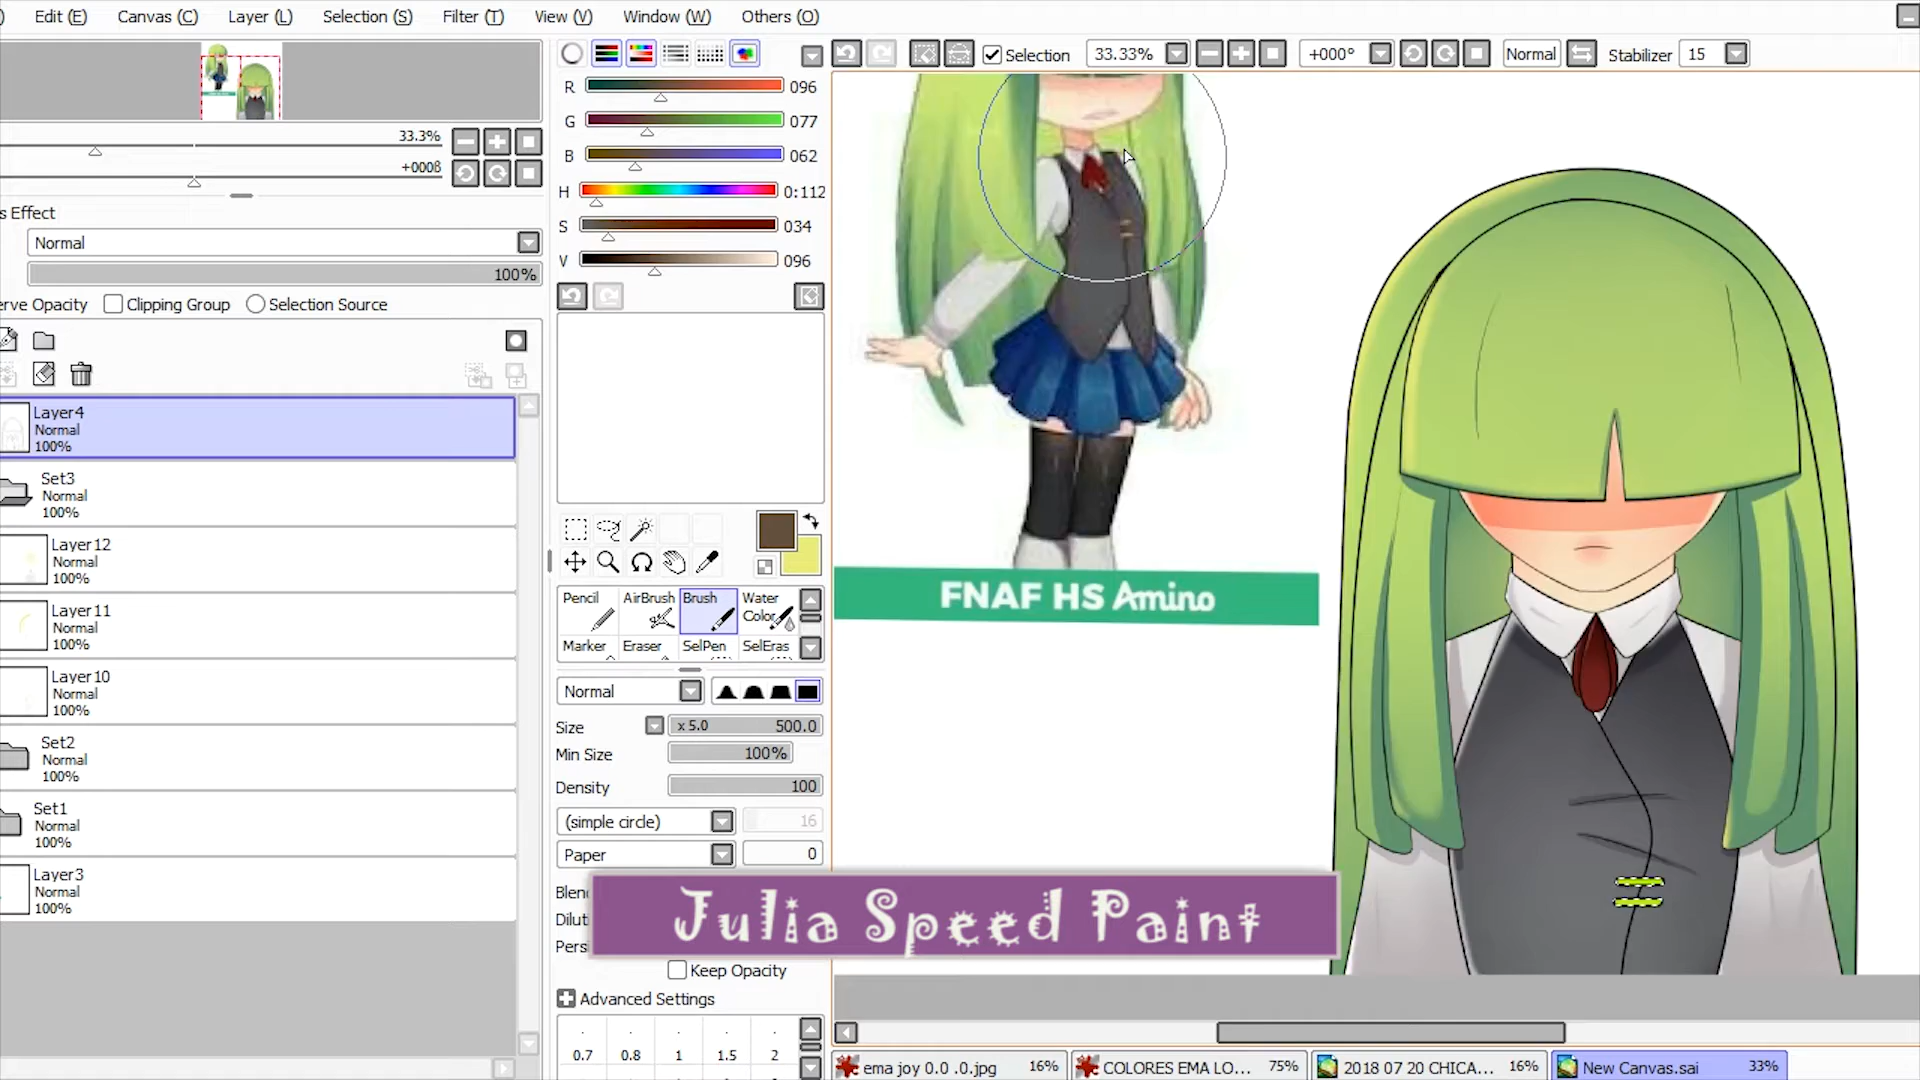 ) Edit (E) Canvas (C) Layer (L) Selection (S) Filter (T) View (V) Window (W) Others (O)
Selection 33.33% +000° Normal Stabilizer 15
R 096
G 077
B 062
H 0:112
S 034
V 096
33.3%
+000
s Effect
Normal
100%
erve Opacity Clipping Group Selection Source
Layer4
Normal
100%
Set3
Normal
100%
Layer12
Normal
100%
Layer11
Normal
100%
Layer10
Normal
100%
Set2
Normal
100%
Set1
Normal
100%
Layer3
Normal
100%
Pencil AirBrush Brush Water Color
Marker Eraser SelPen SelEras
Normal
Size x 5.0 500.0
Min Size 100%
Density 100
(simple circle) 16
Paper 0
Blen
Dilut
Persi
Keep Opacity
Advanced Settings
0.7 0.8 1 1.5 2
FNAF HS Amino
Julia Speed Paint
ema joy 0.0 .0.jpg 16% COLORES EMA LO... 75% 2018 07 20 CHICA... 16% New Canvas.sai 33%